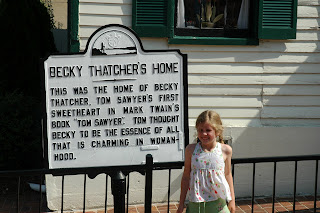 BECKY THATCHER'S HOME
THIS WAS THE HOME OF BECKY
THATCHER, TOM SAWYER'S FIRST
SWEETHEART IN MARK TWAIN'S
BOOK "TOM SAWYER". TOM THOUGHT
BECKY TO BE THE ESSENCE OF ALL
THAT IS CHARMING IN WOMAN-
HOOD.